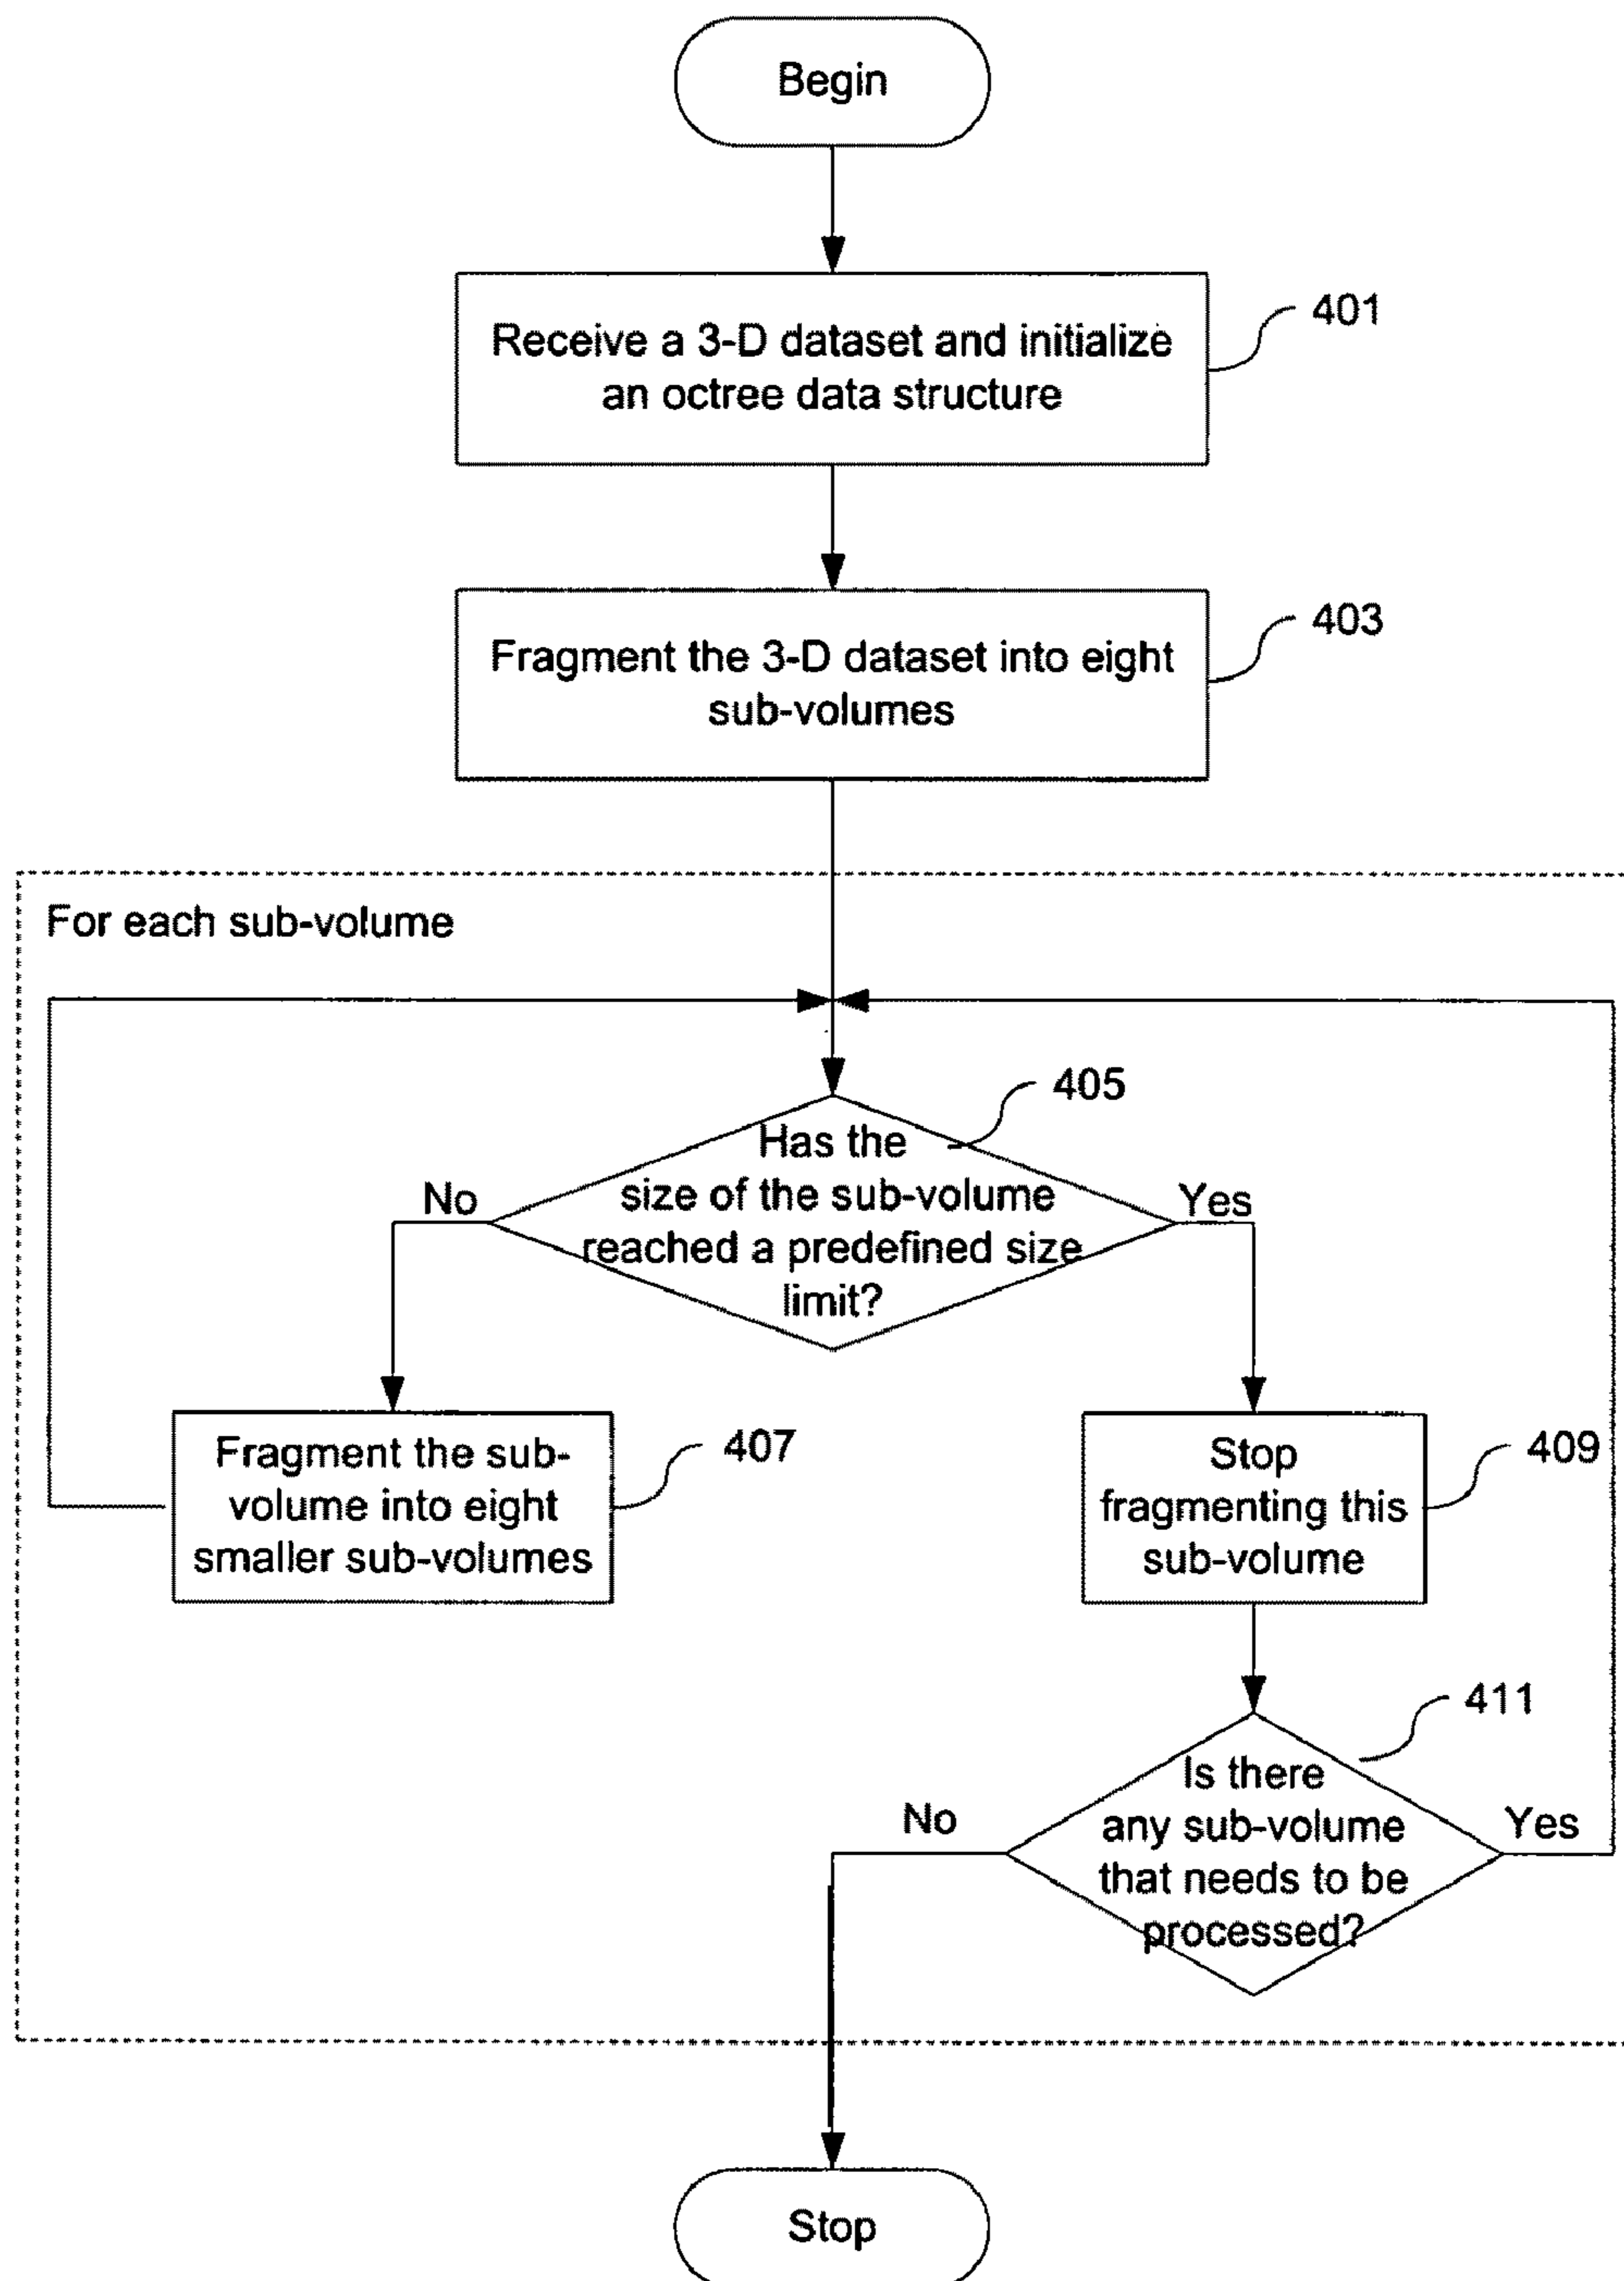 Begin
Receive a 3-D dataset and initialize
an octree data structure
401
Fragment the 3-D dataset into eight
sub-volumes
403
For each sub-volume
405
Has the
size of the sub-volume
reached a predefined size
limit?
No
Yes
Fragment the sub-
volume into eight
smaller sub-volumes
407
Stop
fragmenting this
sub-volume
409
411
Is there
any sub-volume
that needs to be
processed?
No
Yes
Stop